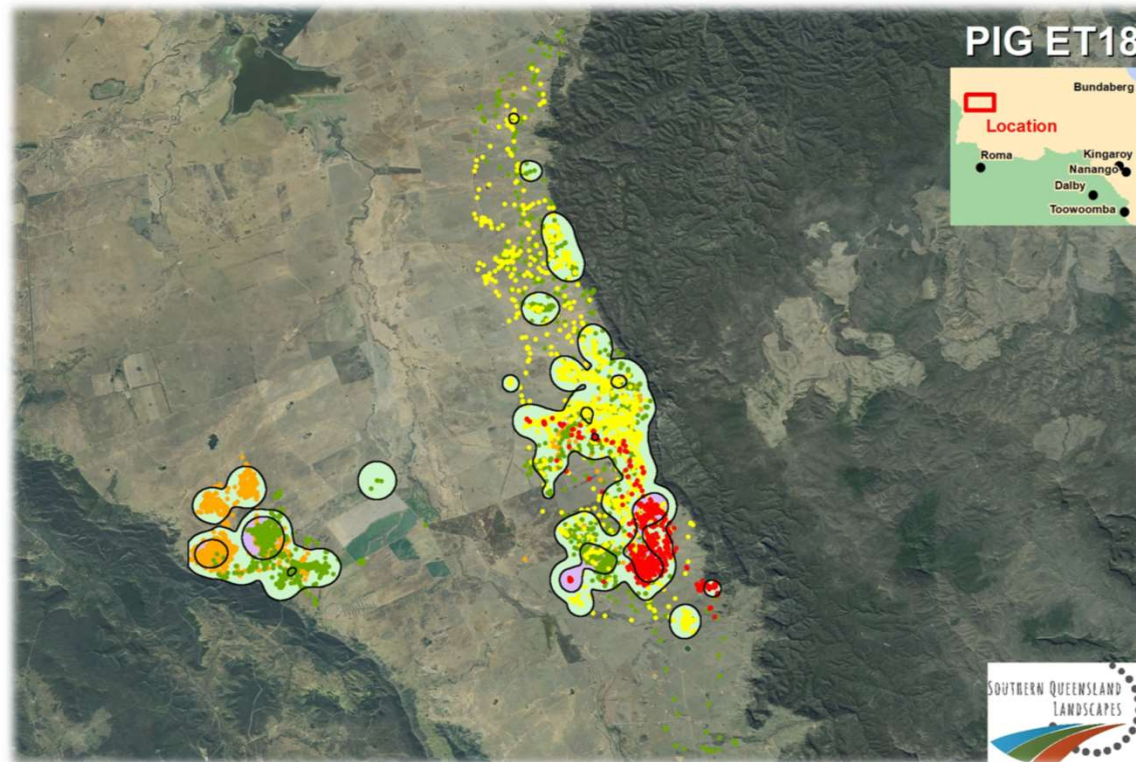 PIG ET18
Bundaberg
Location
Roma
Kingaroy
Nanango
Dalby
Toowoomba
SOUTHERN QUEENSLAND
LANDSCAPES